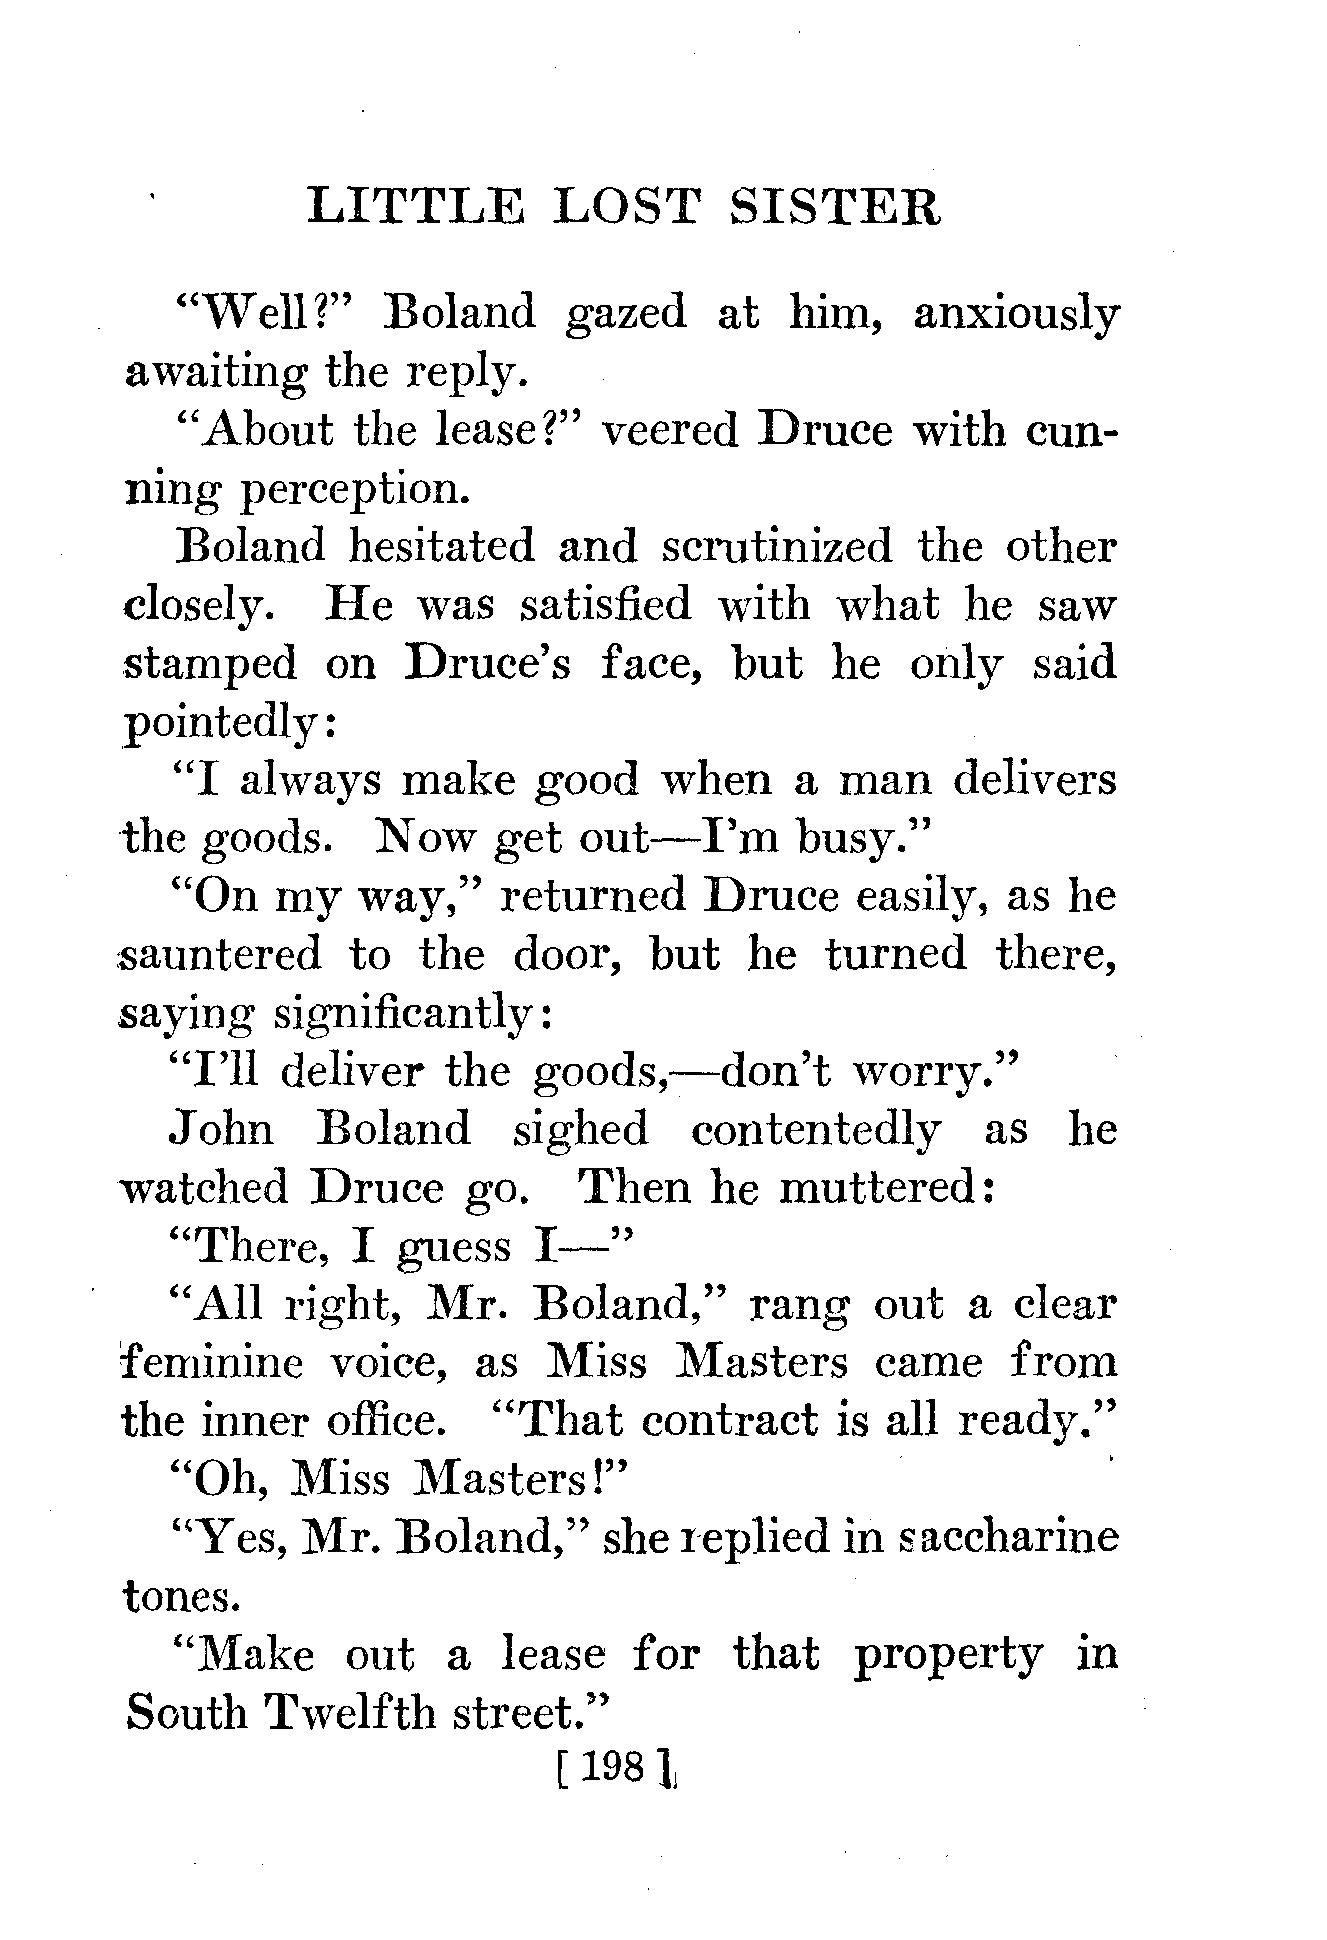 LITTLE LOST SISTER
“Well?” Boland gazed at him, anxiously
awaiting the reply.
“About the lease?” veered Druce with cun-
ning perception.
Boland hesitated and scrutinized the other
closely. He was satisfied with what he saw
stamped on Druce’s face, but he only said
pointedly:
“I always make good when a man delivers
the goods. Now get out—I’m busy.”
“On my way,” returned Druce easily, as he
sauntered to the door, but he turned there,
saying significantly:
“I’ll deliver the goods,—don’t worry.”
John Boland sighed contentedly as he
watched Druce go. Then he muttered:
“There, I guess I—”
“All right, Mr. Boland,” rang out a clear
feminine voice, as Miss Masters came from
the inner office. “That contract is all ready.”
“Oh, Miss Masters!”
“Yes, Mr. Boland,” she replied in saccharine
tones.
“Make out a lease for that property in
South Twelfth street.”
[ 198 ]